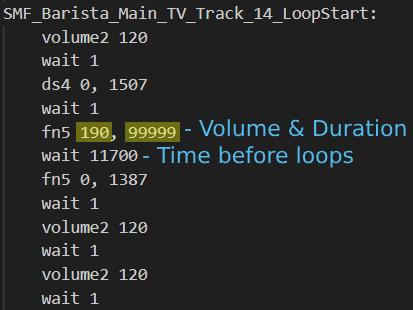 SMF_Barista_Main_TV_Track_14_LoopStart:
volume2 120
wait 1
ds4 0, 1507
wait 1
fn5 190, 99999 - Volume & Duration
wait 11700 - Time before loops
fn5 0, 1387
wait 1
volume2 120
wait 1
volume2 120
wait 1